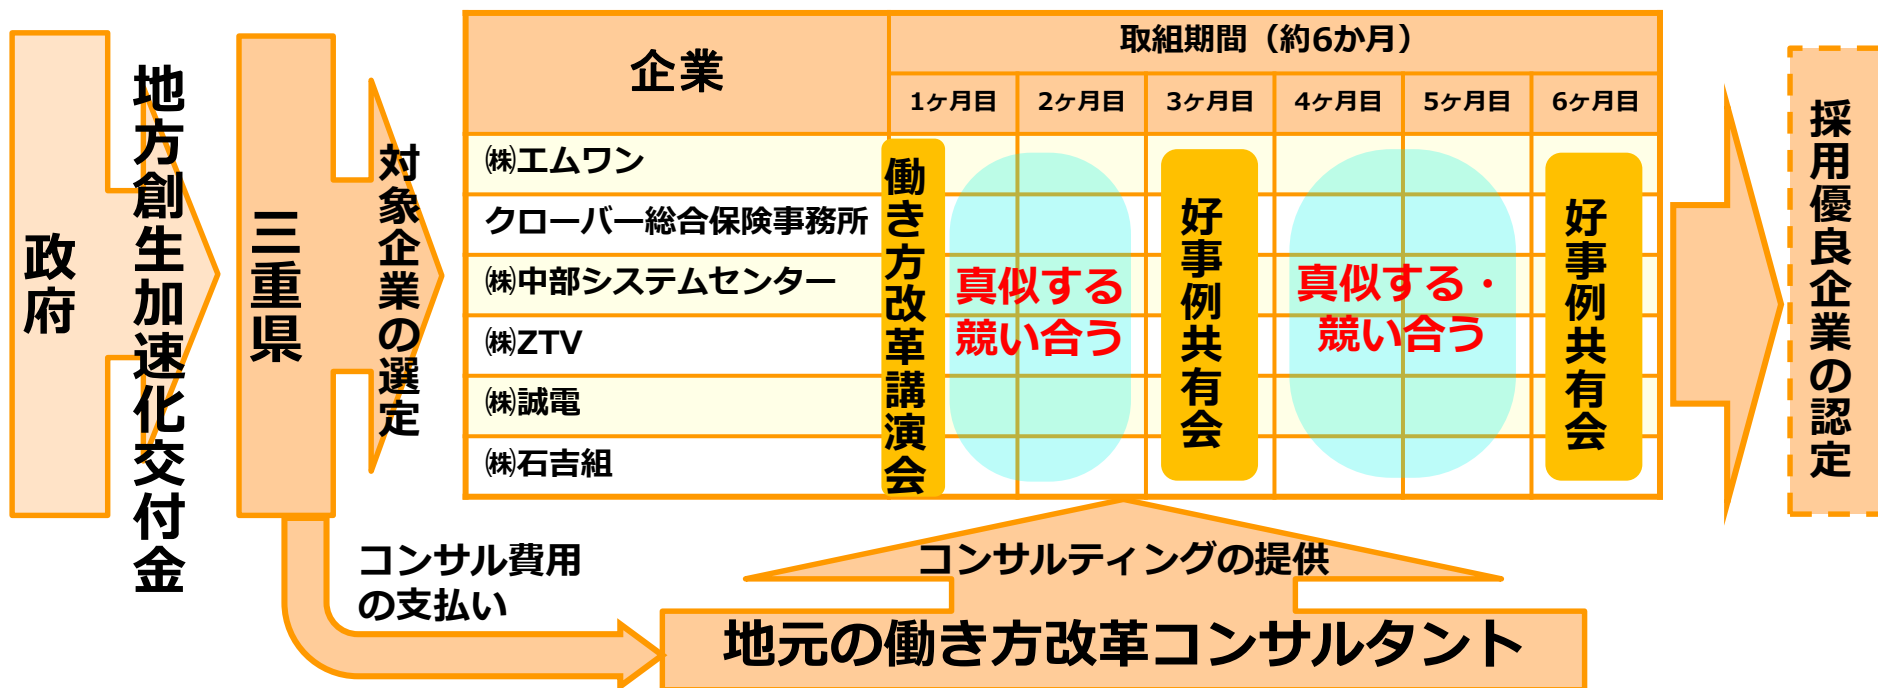 政府
地方創生加速化交付金
三重県
対象企業の選定
企業
取組期間（約6か月）
1ヶ月目
2ヶ月目
3ヶ月目
4ヶ月目
5ヶ月目
6ヶ月目
㈱エムワン
クローバー総合保険事務所
㈱中部システムセンター
㈱ZTV
㈱誠電
㈱石吉組
働き方改革講演会
真似する
競い合う
好事例共有会
真似する・
競い合う
好事例共有会
採用優良企業の認定
コンサル費用
の支払い
コンサルティングの提供
地元の働き方改革コンサルタント